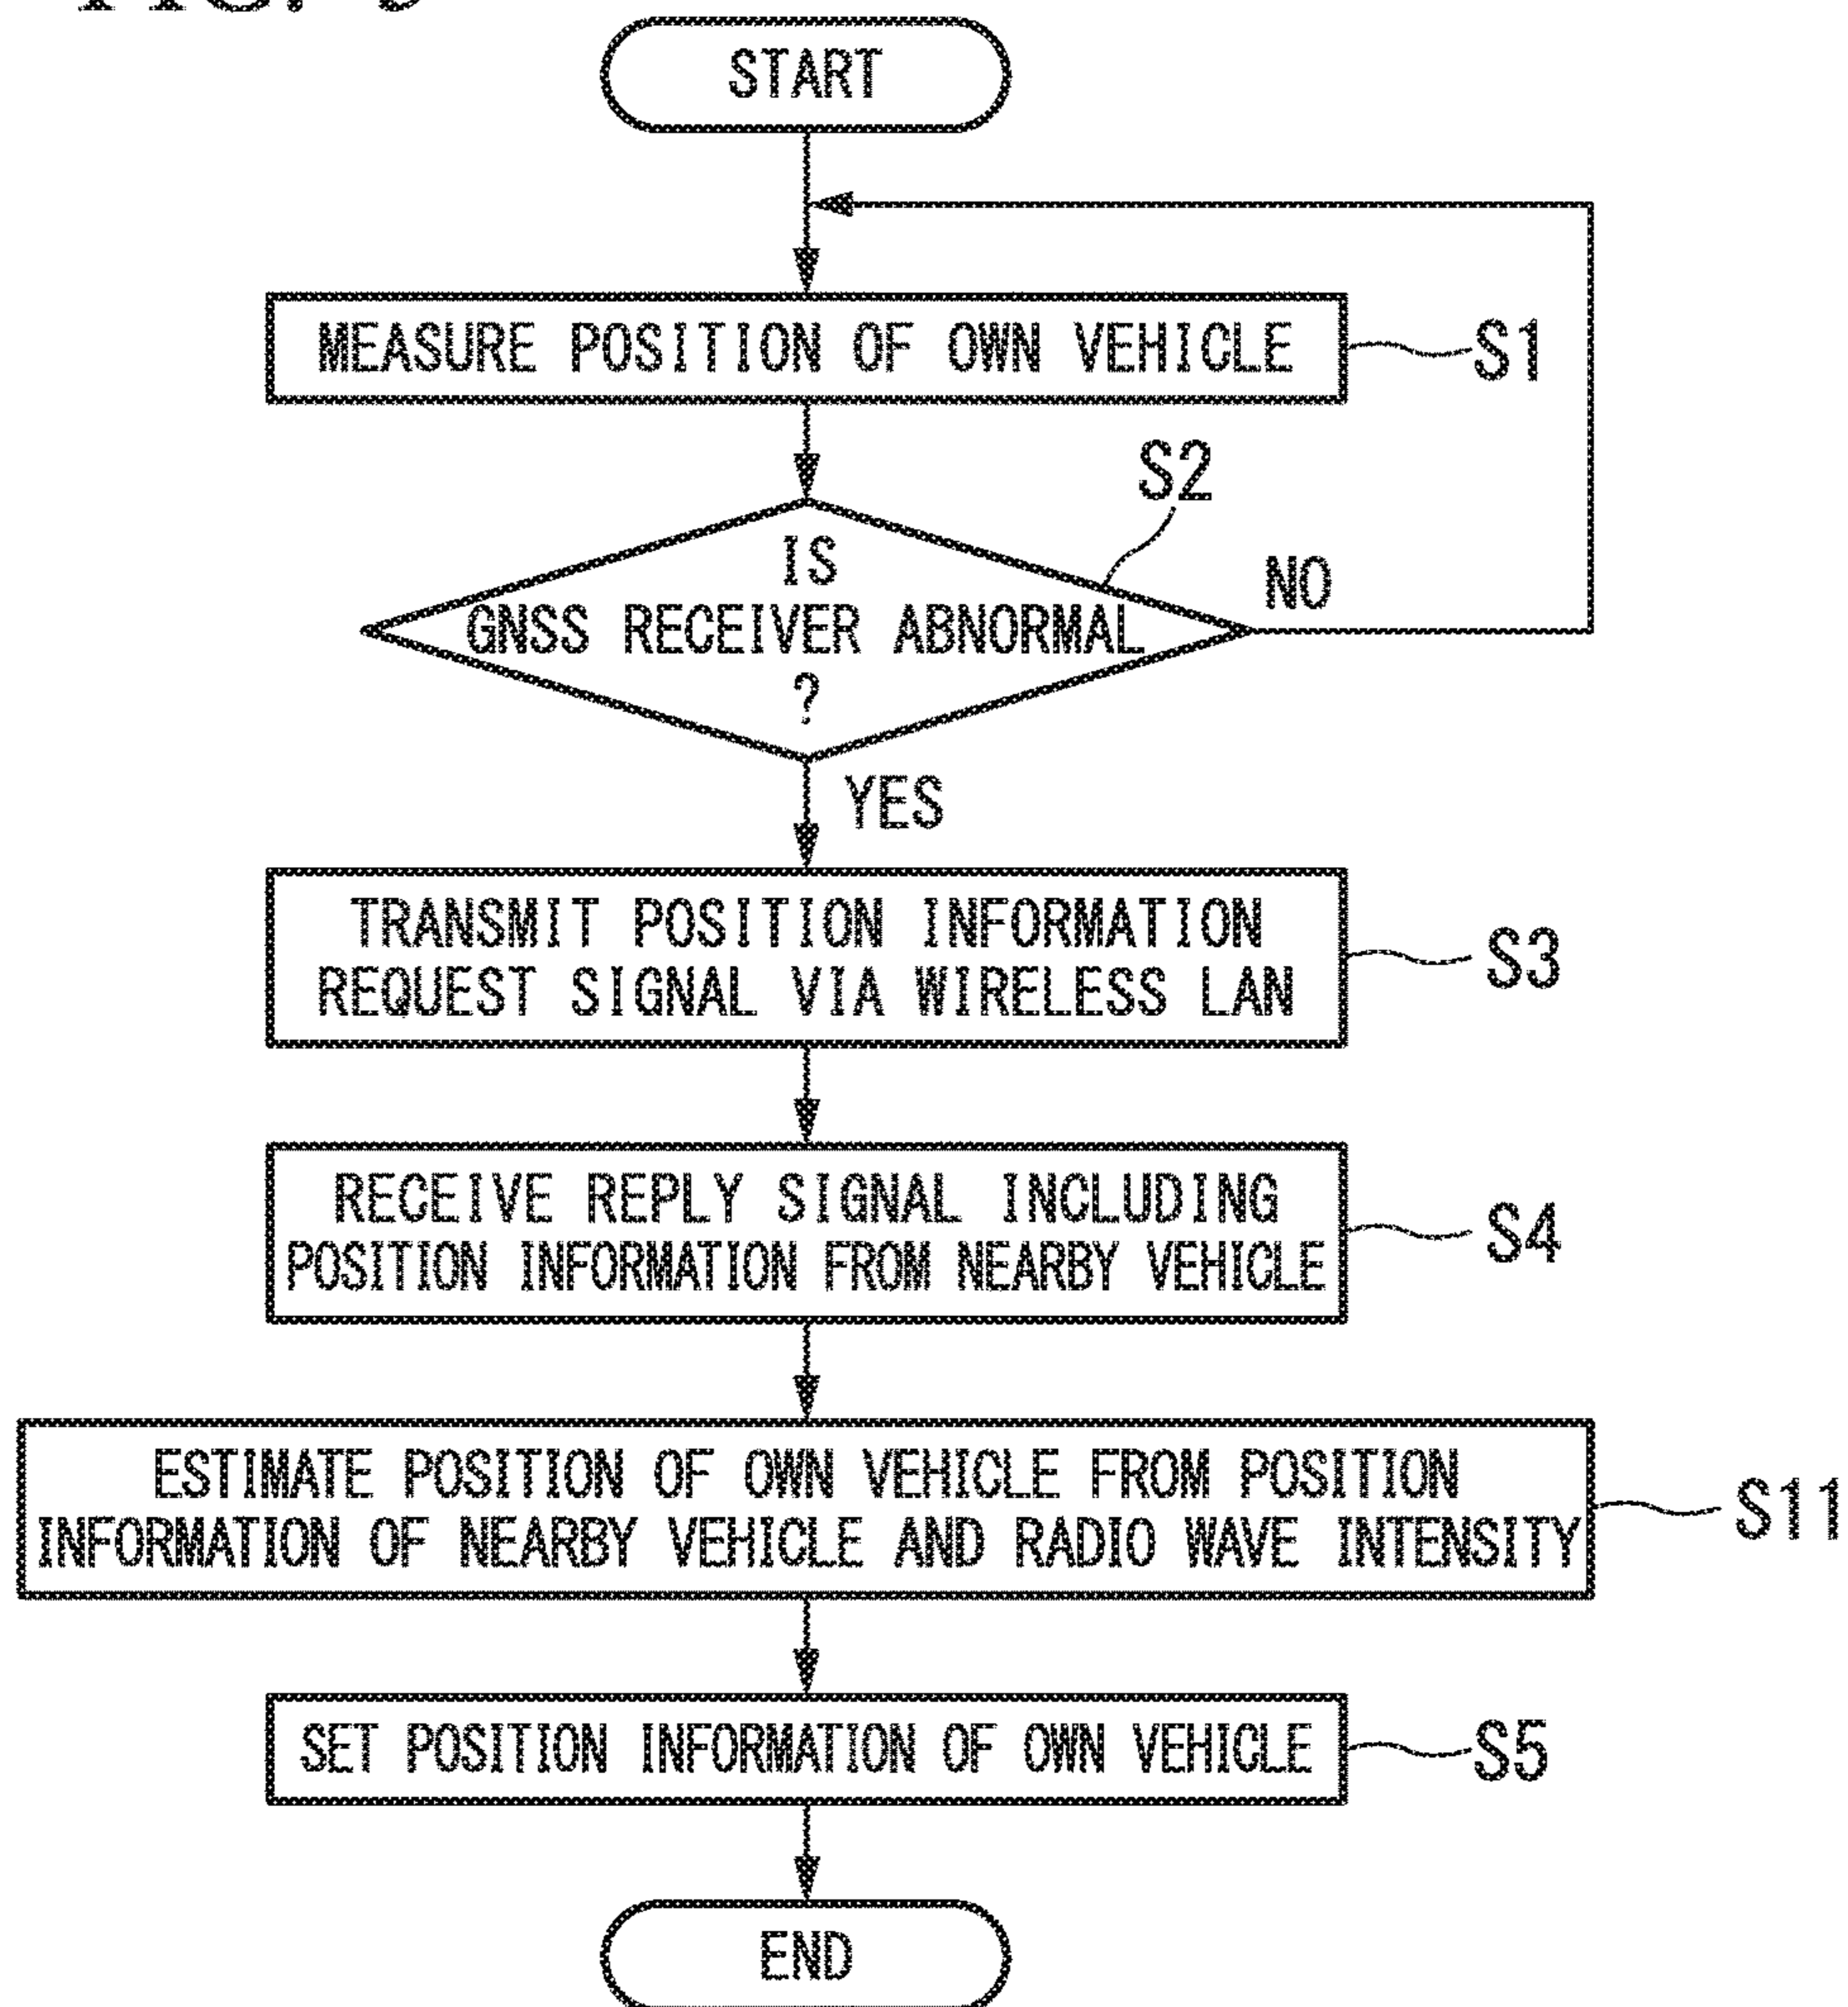 START
MEASURE POSITION OF OWN VEHICLE
S1
S2
IS
GNSS RECEIVER ABNORMAL
?
NO
YES
TRANSMIT POSITION INFORMATION
REQUEST SIGNAL VIA WIRELESS LAN
S3
RECEIVE REPLY SIGNAL INCLUDING
POSITION INFORMATION FROM NEARBY VEHICLE
S4
ESTIMATE POSITION OF OWN VEHICLE FROM POSITION
INFORMATION OF NEARBY VEHICLE AND RADIO WAVE INTENSITY
S11
SET POSITION INFORMATION OF OWN VEHICLE
S5
END